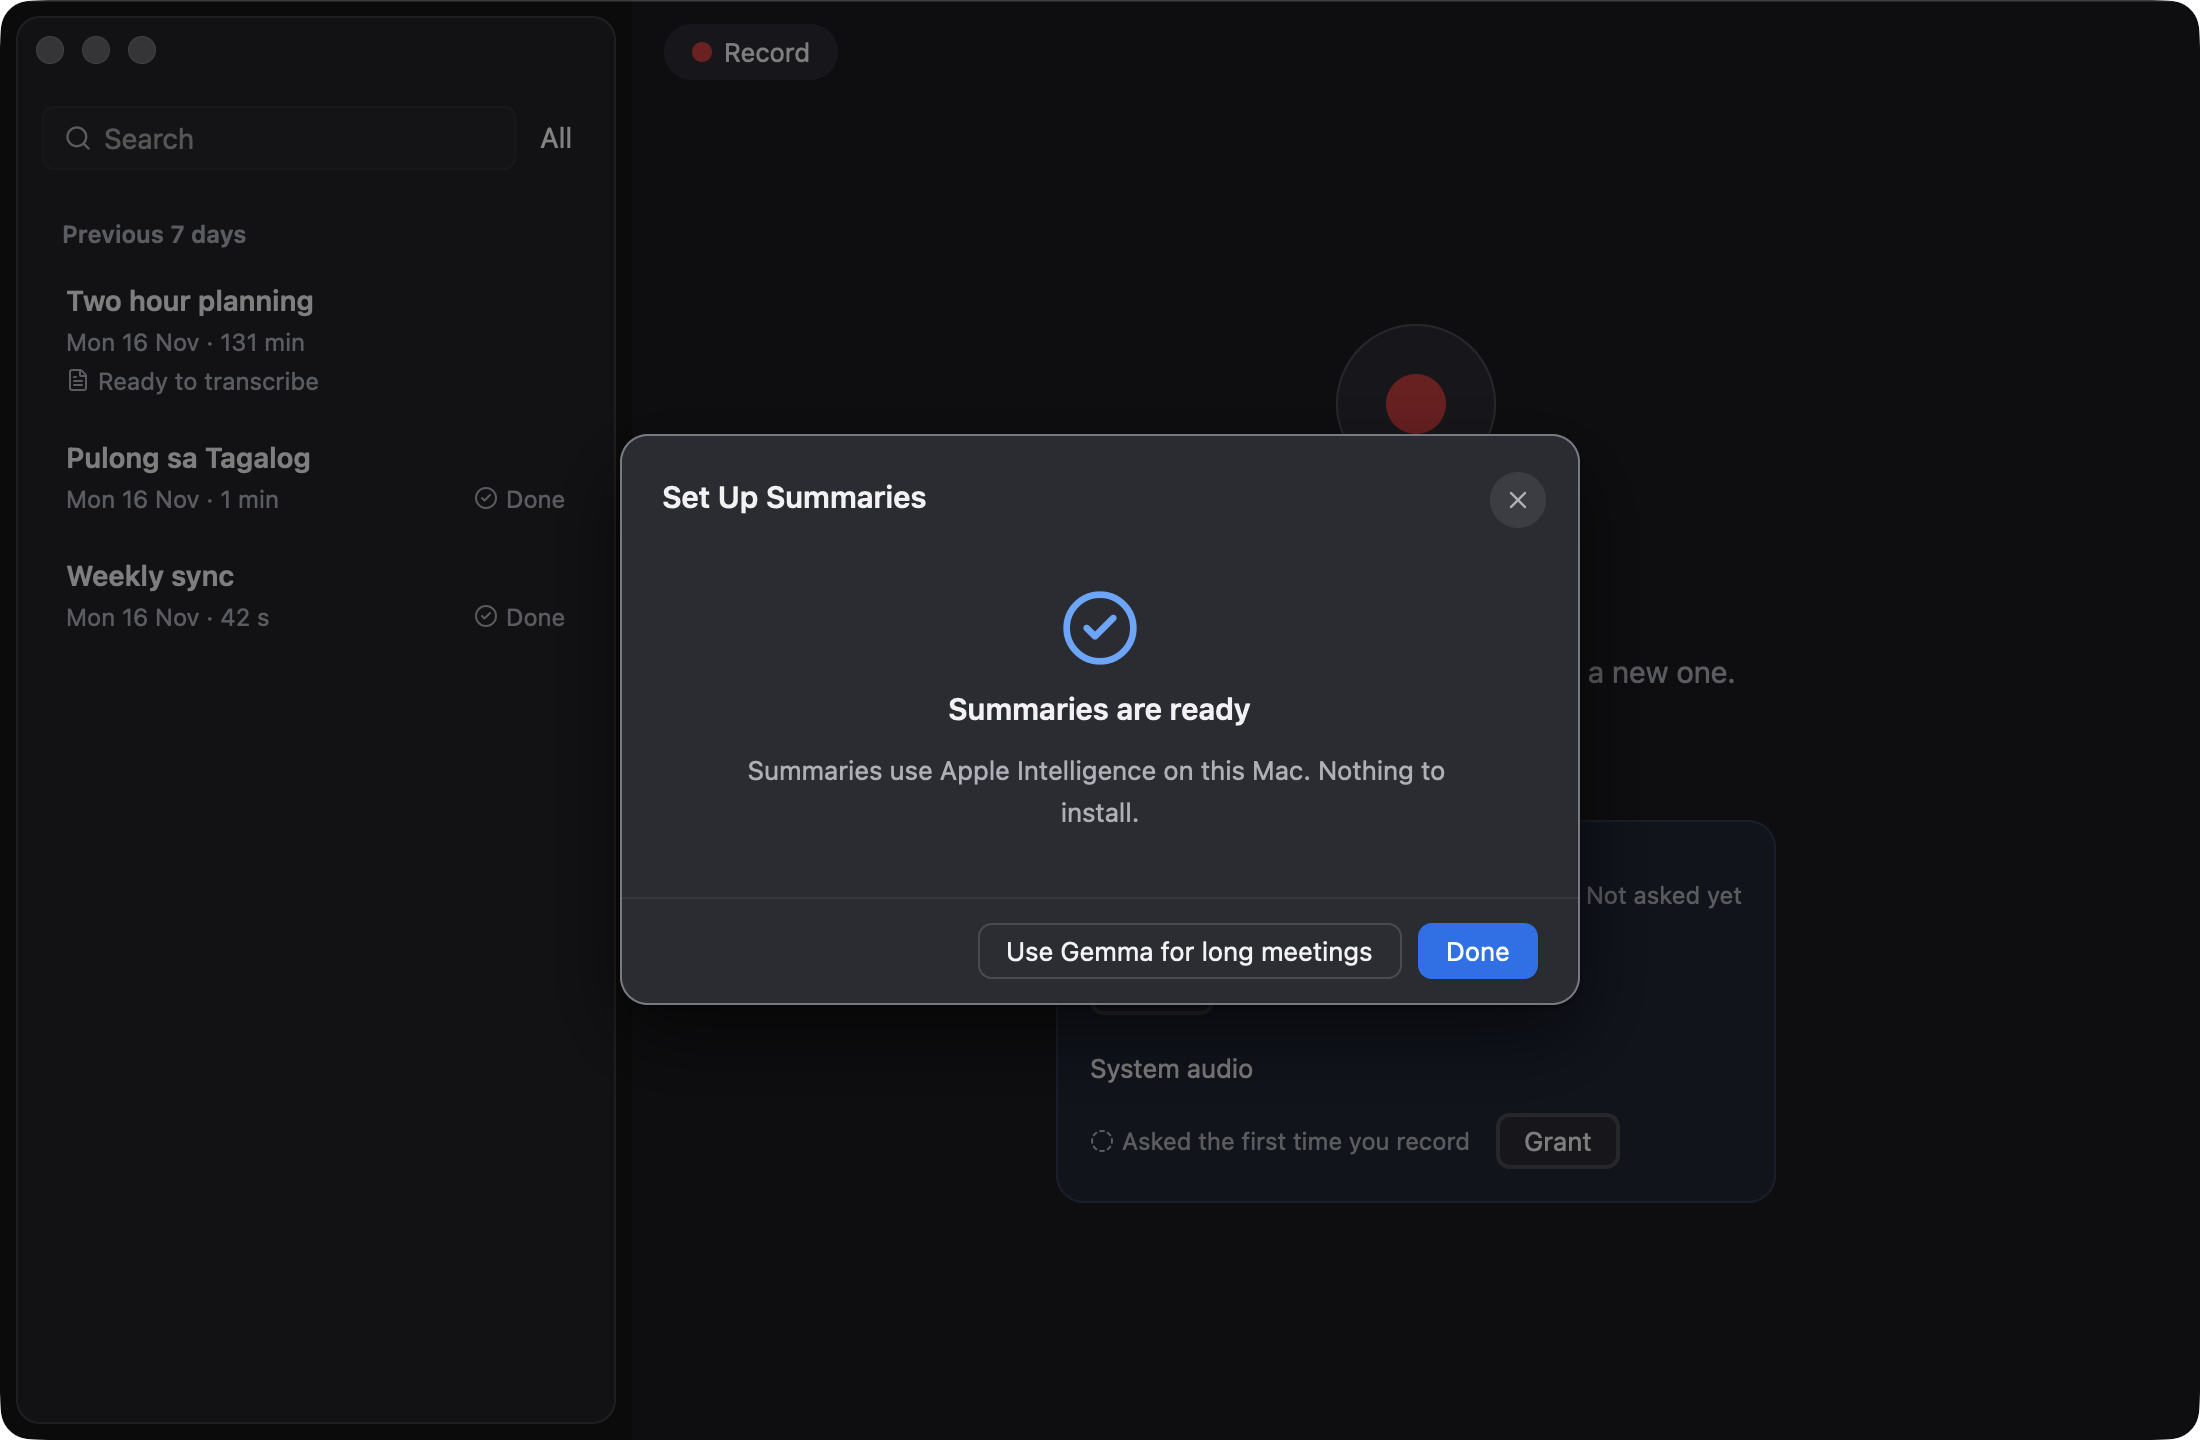 Record
Search
All
Previous 7 days
Two hour planning
Mon 16 Nov · 131 min
Ready to transcribe
Pulong sa Tagalog
Mon 16 Nov · 1 min
Done
Weekly sync
Mon 16 Nov · 42 s
Done
a new one.
Set Up Summaries
Summaries are ready
Summaries use Apple Intelligence on this Mac. Nothing to
install.
Use Gemma for long meetings
Done
Not asked yet
System audio
Asked the first time you record
Grant